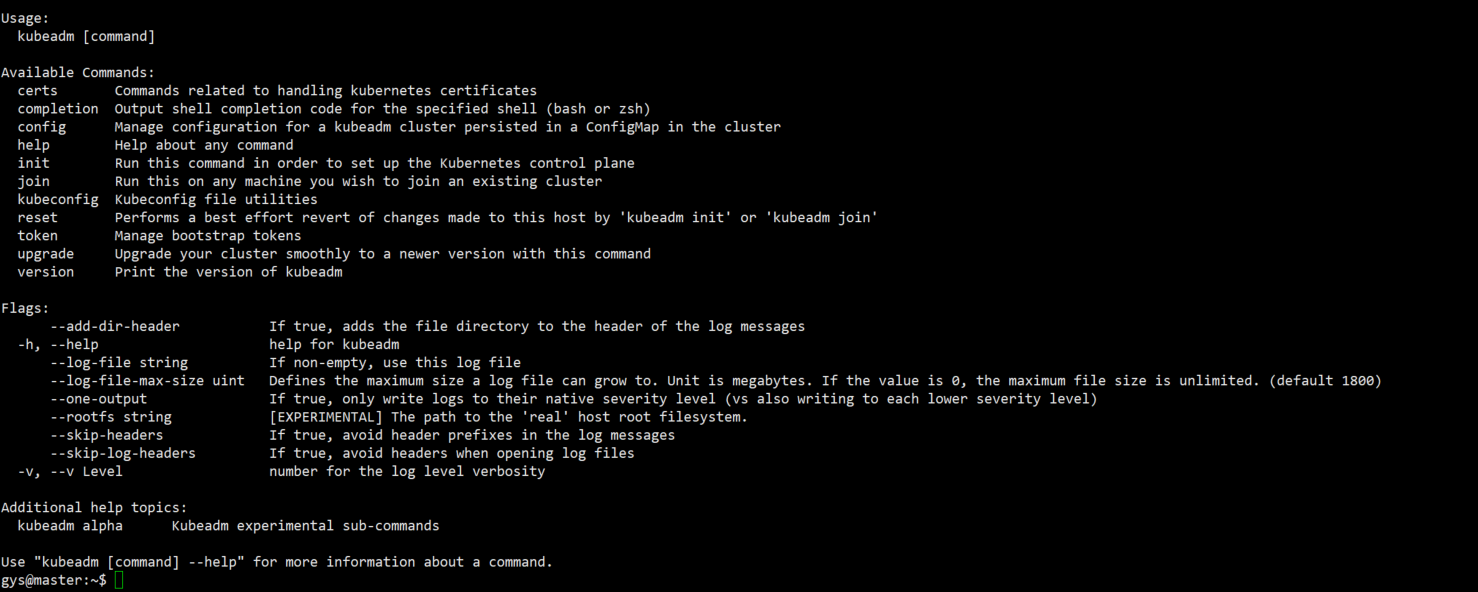 Usage:
  kubeadm [command]

Available Commands:
  certs       Commands related to handling kubernetes certificates
  completion  Output shell completion code for the specified shell (bash or zsh)
  config      Manage configuration for a kubeadm cluster persisted in a ConfigMap in the cluster
  help        Help about any command
  init        Run this command in order to set up the Kubernetes control plane
  join        Run this on any machine you wish to join an existing cluster
  kubeconfig  Kubeconfig file utilities
  reset       Performs a best effort revert of changes made to this host by 'kubeadm init' or 'kubeadm join'
  token       Manage bootstrap tokens
  upgrade     Upgrade your cluster smoothly to a newer version with this command
  version     Print the version of kubeadm

Flags:
      --add-dir-header           If true, adds the file directory to the header of the log messages
  -h, --help                     help for kubeadm
      --log-file string          If non-empty, use this log file
      --log-file-max-size uint   Defines the maximum size a log file can grow to. Unit is megabytes. If the value is 0, the maximum file size is unlimited. (default 1800)
      --one-output               If true, only write logs to their native severity level (vs also writing to each lower severity level)
      --rootfs string            [EXPERIMENTAL] The path to the 'real' host root filesystem.
      --skip-headers             If true, avoid header prefixes in the log messages
      --skip-log-headers         If true, avoid headers when opening log files
  -v, --v Level                  number for the log level verbosity

Additional help topics:
  kubeadm alpha      Kubeadm experimental sub-commands

Use "kubeadm [command] --help" for more information about a command.
gys@master:~$